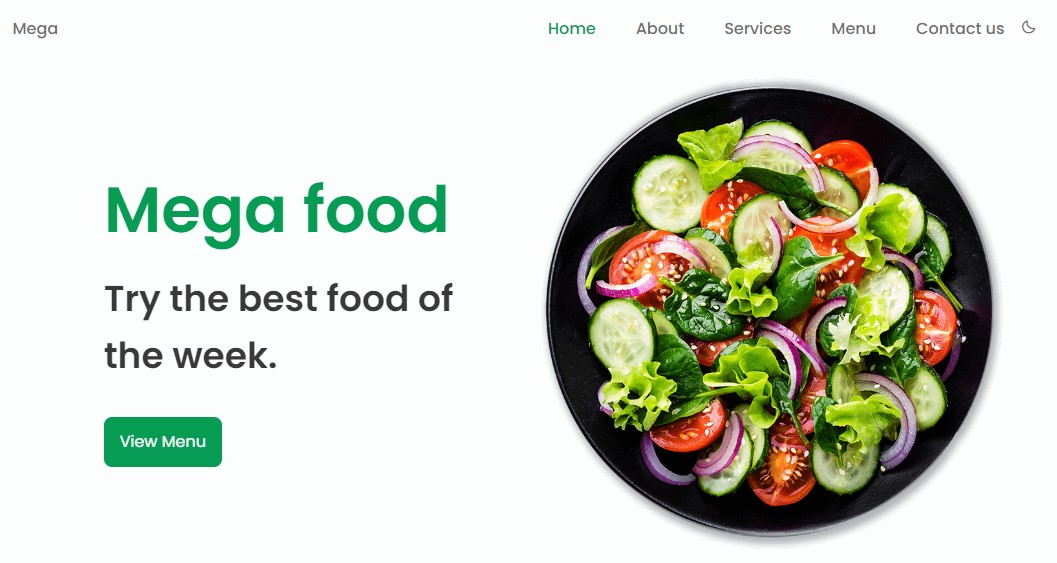 Mega
Home About Services Menu Contact us
Mega food
Try the best food of
the week.
View Menu